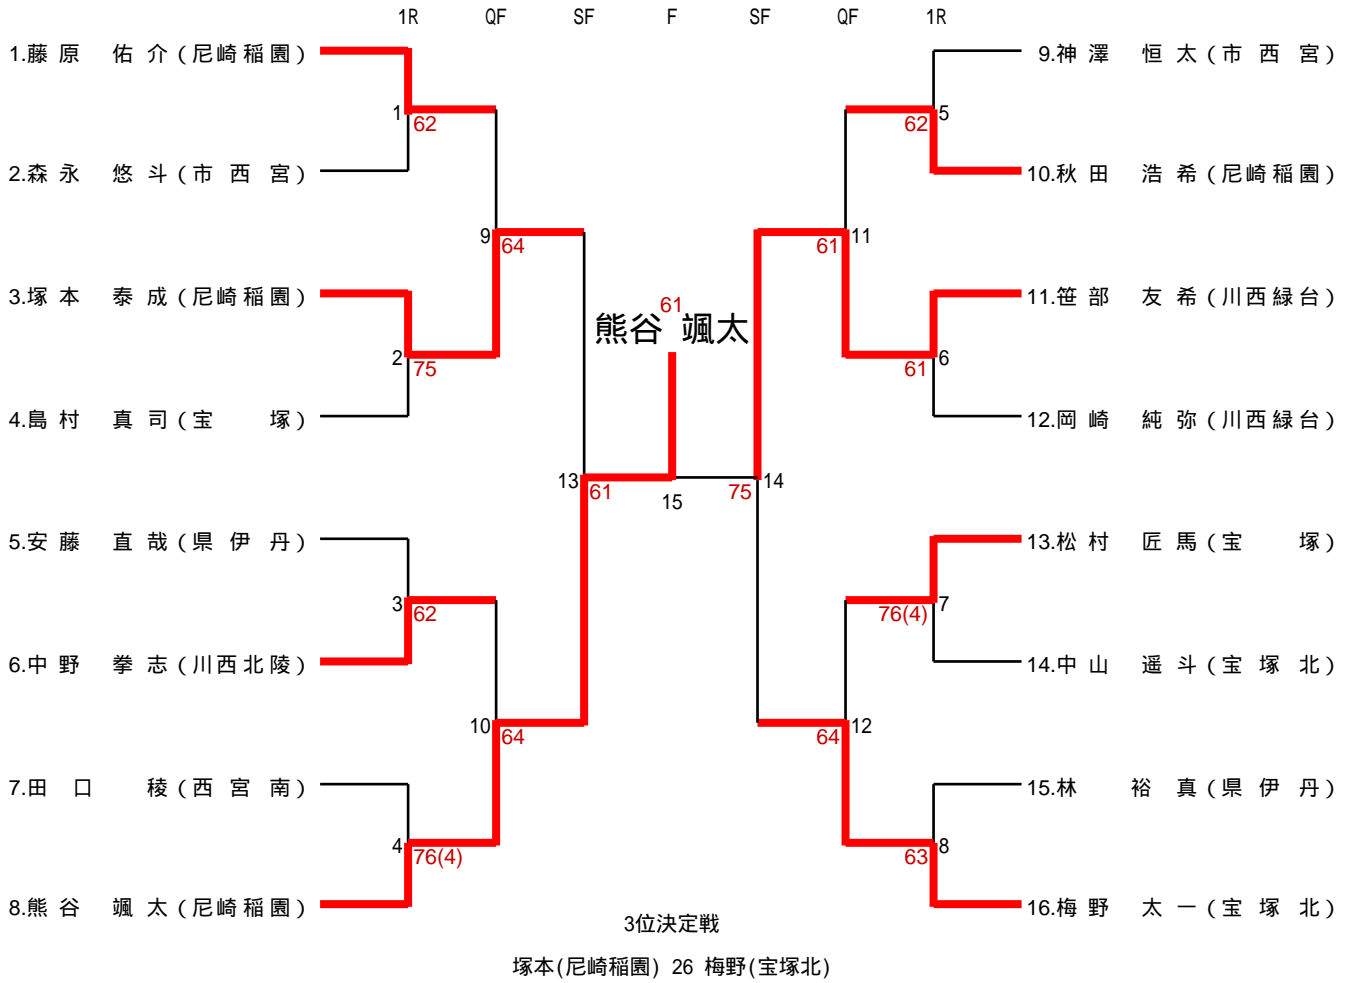 1R QF SF F SF QF 1R
1.藤原 佑介(尼崎稲園)
9.神澤 恒太(市西宮)
1
62
62
5
2.森永 悠斗(市西宮)
10.秋田 浩希(尼崎稲園)
9
64
61
11
3.塚本 泰成(尼崎稲園)
11.笹部 友希(川西緑台)
61
熊谷 颯太
2
75
61
6
4.島村 真司(宝塚)
12.岡崎 純弥(川西緑台)
13
61
15
75
14
5.安藤 直哉(県伊丹)
13.松村 匠馬(宝塚)
3
62
76(4)
7
6.中野 拳志(川西北陵)
14.中山 遥斗(宝塚北)
10
64
64
12
7.田口 稜(西宮南)
15.林 裕真(県伊丹)
4
76(4)
63
8
8.熊谷 颯太(尼崎稲園)
16.梅野 太一(宝塚北)
3位決定戦
塚本(尼崎稲園) 26 梅野(宝塚北)